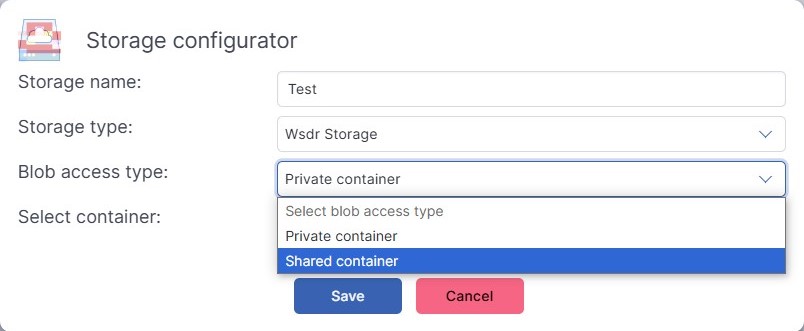 Storage configurator
Storage name:
Test
Storage type:
Wsdr Storage
Blob access type:
Private container
Select container:
Select blob access type
Private container
Shared container
Save
Cancel